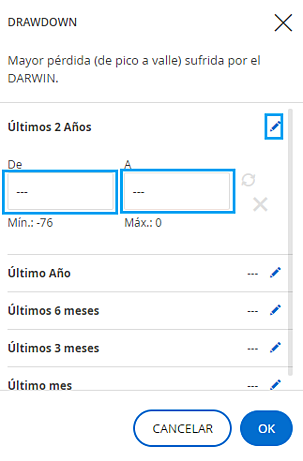 DRAWDOWN
Mayor pérdida (de pico a valle) sufrida por el
DARWIN.
Últimos 2 Años
De A
--- ---
Mín.: -76 Máx.: 0
Último Año ---
Últimos 6 meses ---
Últimos 3 meses ---
Último mes ---
CANCELAR OK